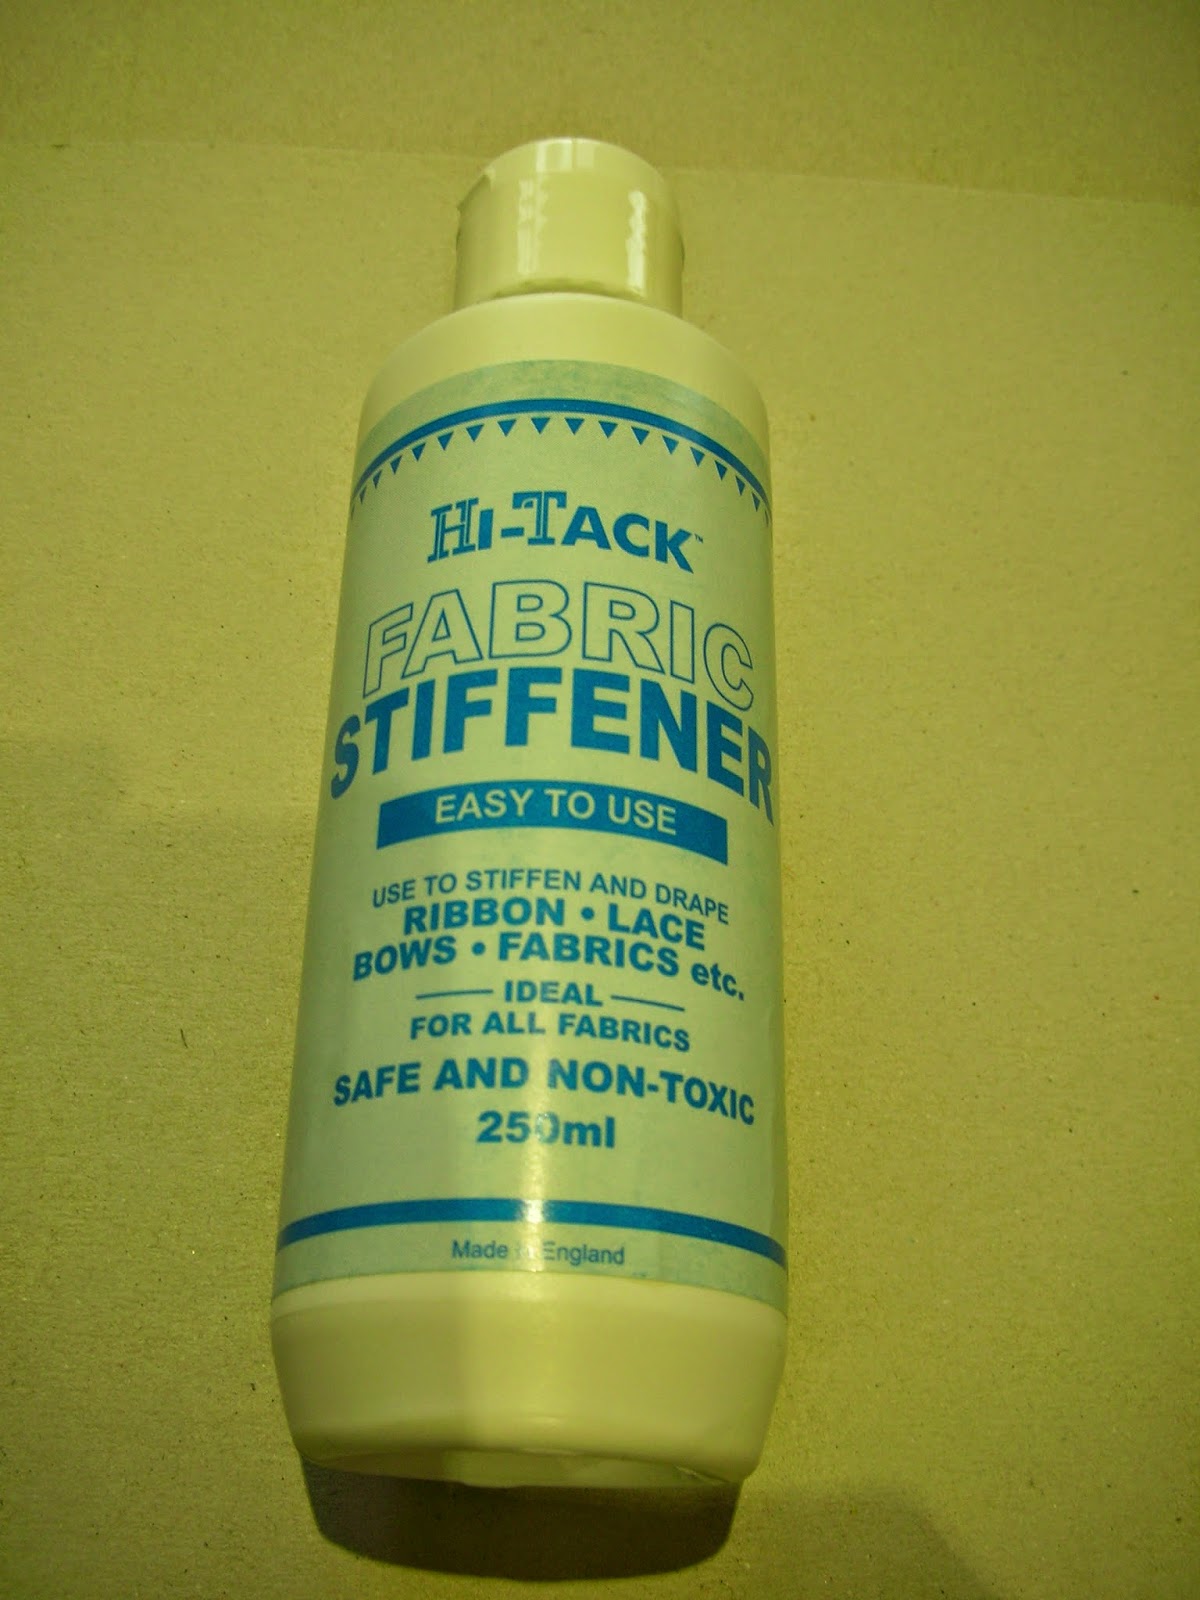 HI-TACK™
FABRIC
STIFFENER
EASY TO USE
USE TO STIFFEN AND DRAPE
RIBBON • LACE
BOWS • FABRICS etc.
IDEAL
FOR ALL FABRICS
SAFE AND NON-TOXIC
250ml
Made in England